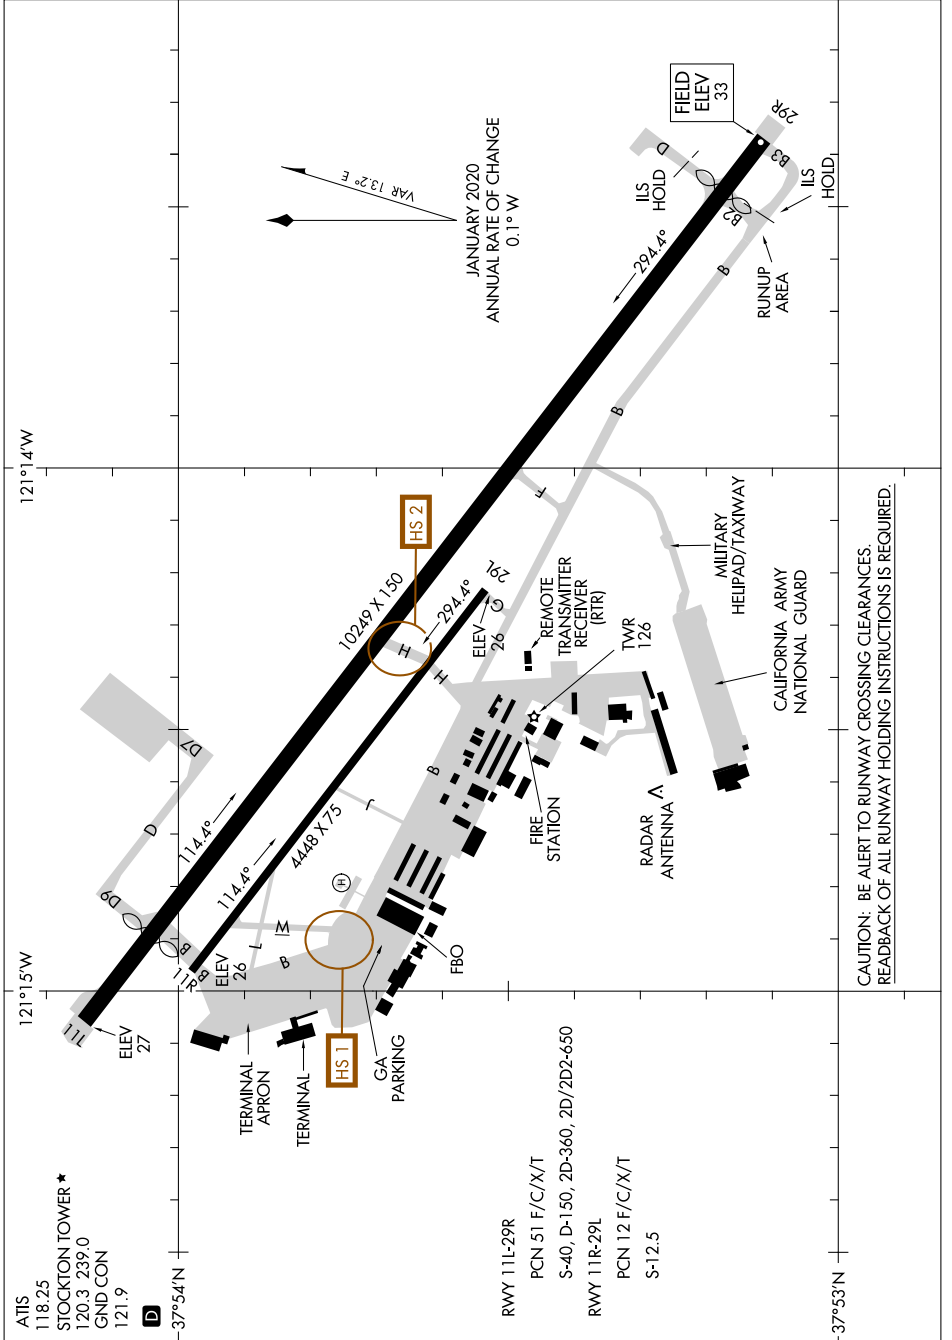 ATIS
118.25
STOCKTON TOWER ★
120.3 239.0
GND CON
121.9
D
37°54'N
37°53'N
121°15'W
121°14'W
JANUARY 2020
ANNUAL RATE OF CHANGE
0.1° W
VAR 13.2° E
FIELD
ELEV
33
29R
B3
D
ILS
HOLD
B2
ILS
HOLD
RUNUP
AREA
B
294.4°
B
F
HS 2
10249 X 150
294.4°
29L
G
ELEV
26
H
H
REMOTE
TRANSMITTER
RECEIVER
(RTR)
TWR
126
MILITARY
HELIPAD/TAXIWAY
CALIFORNIA ARMY
NATIONAL GUARD
D7
D
114.4°
114.4°
4448 X 75
J
B
FIRE
STATION
RADAR
ANTENNA
D9
B
B
11R
ELEV
26
L
M
B
H
FBO
11L
ELEV
27
TERMINAL
APRON
TERMINAL
HS 1
GA
PARKING
RWY 11L-29R
PCN 51 F/C/X/T
S-40, D-150, 2D-360, 2D/2D2-650
RWY 11R-29L
PCN 12 F/C/X/T
S-12.5
CAUTION: BE ALERT TO RUNWAY CROSSING CLEARANCES.
READBACK OF ALL RUNWAY HOLDING INSTRUCTIONS IS REQUIRED.